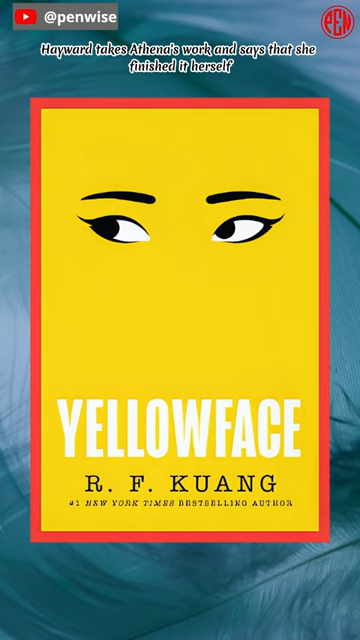 @penwise
PEN
Hayward takes Athena's work and says that she
finished it herself
YELLOWFACE
R. F. KUANG
#1 NEW YORK TIMES BESTSELLING AUTHOR